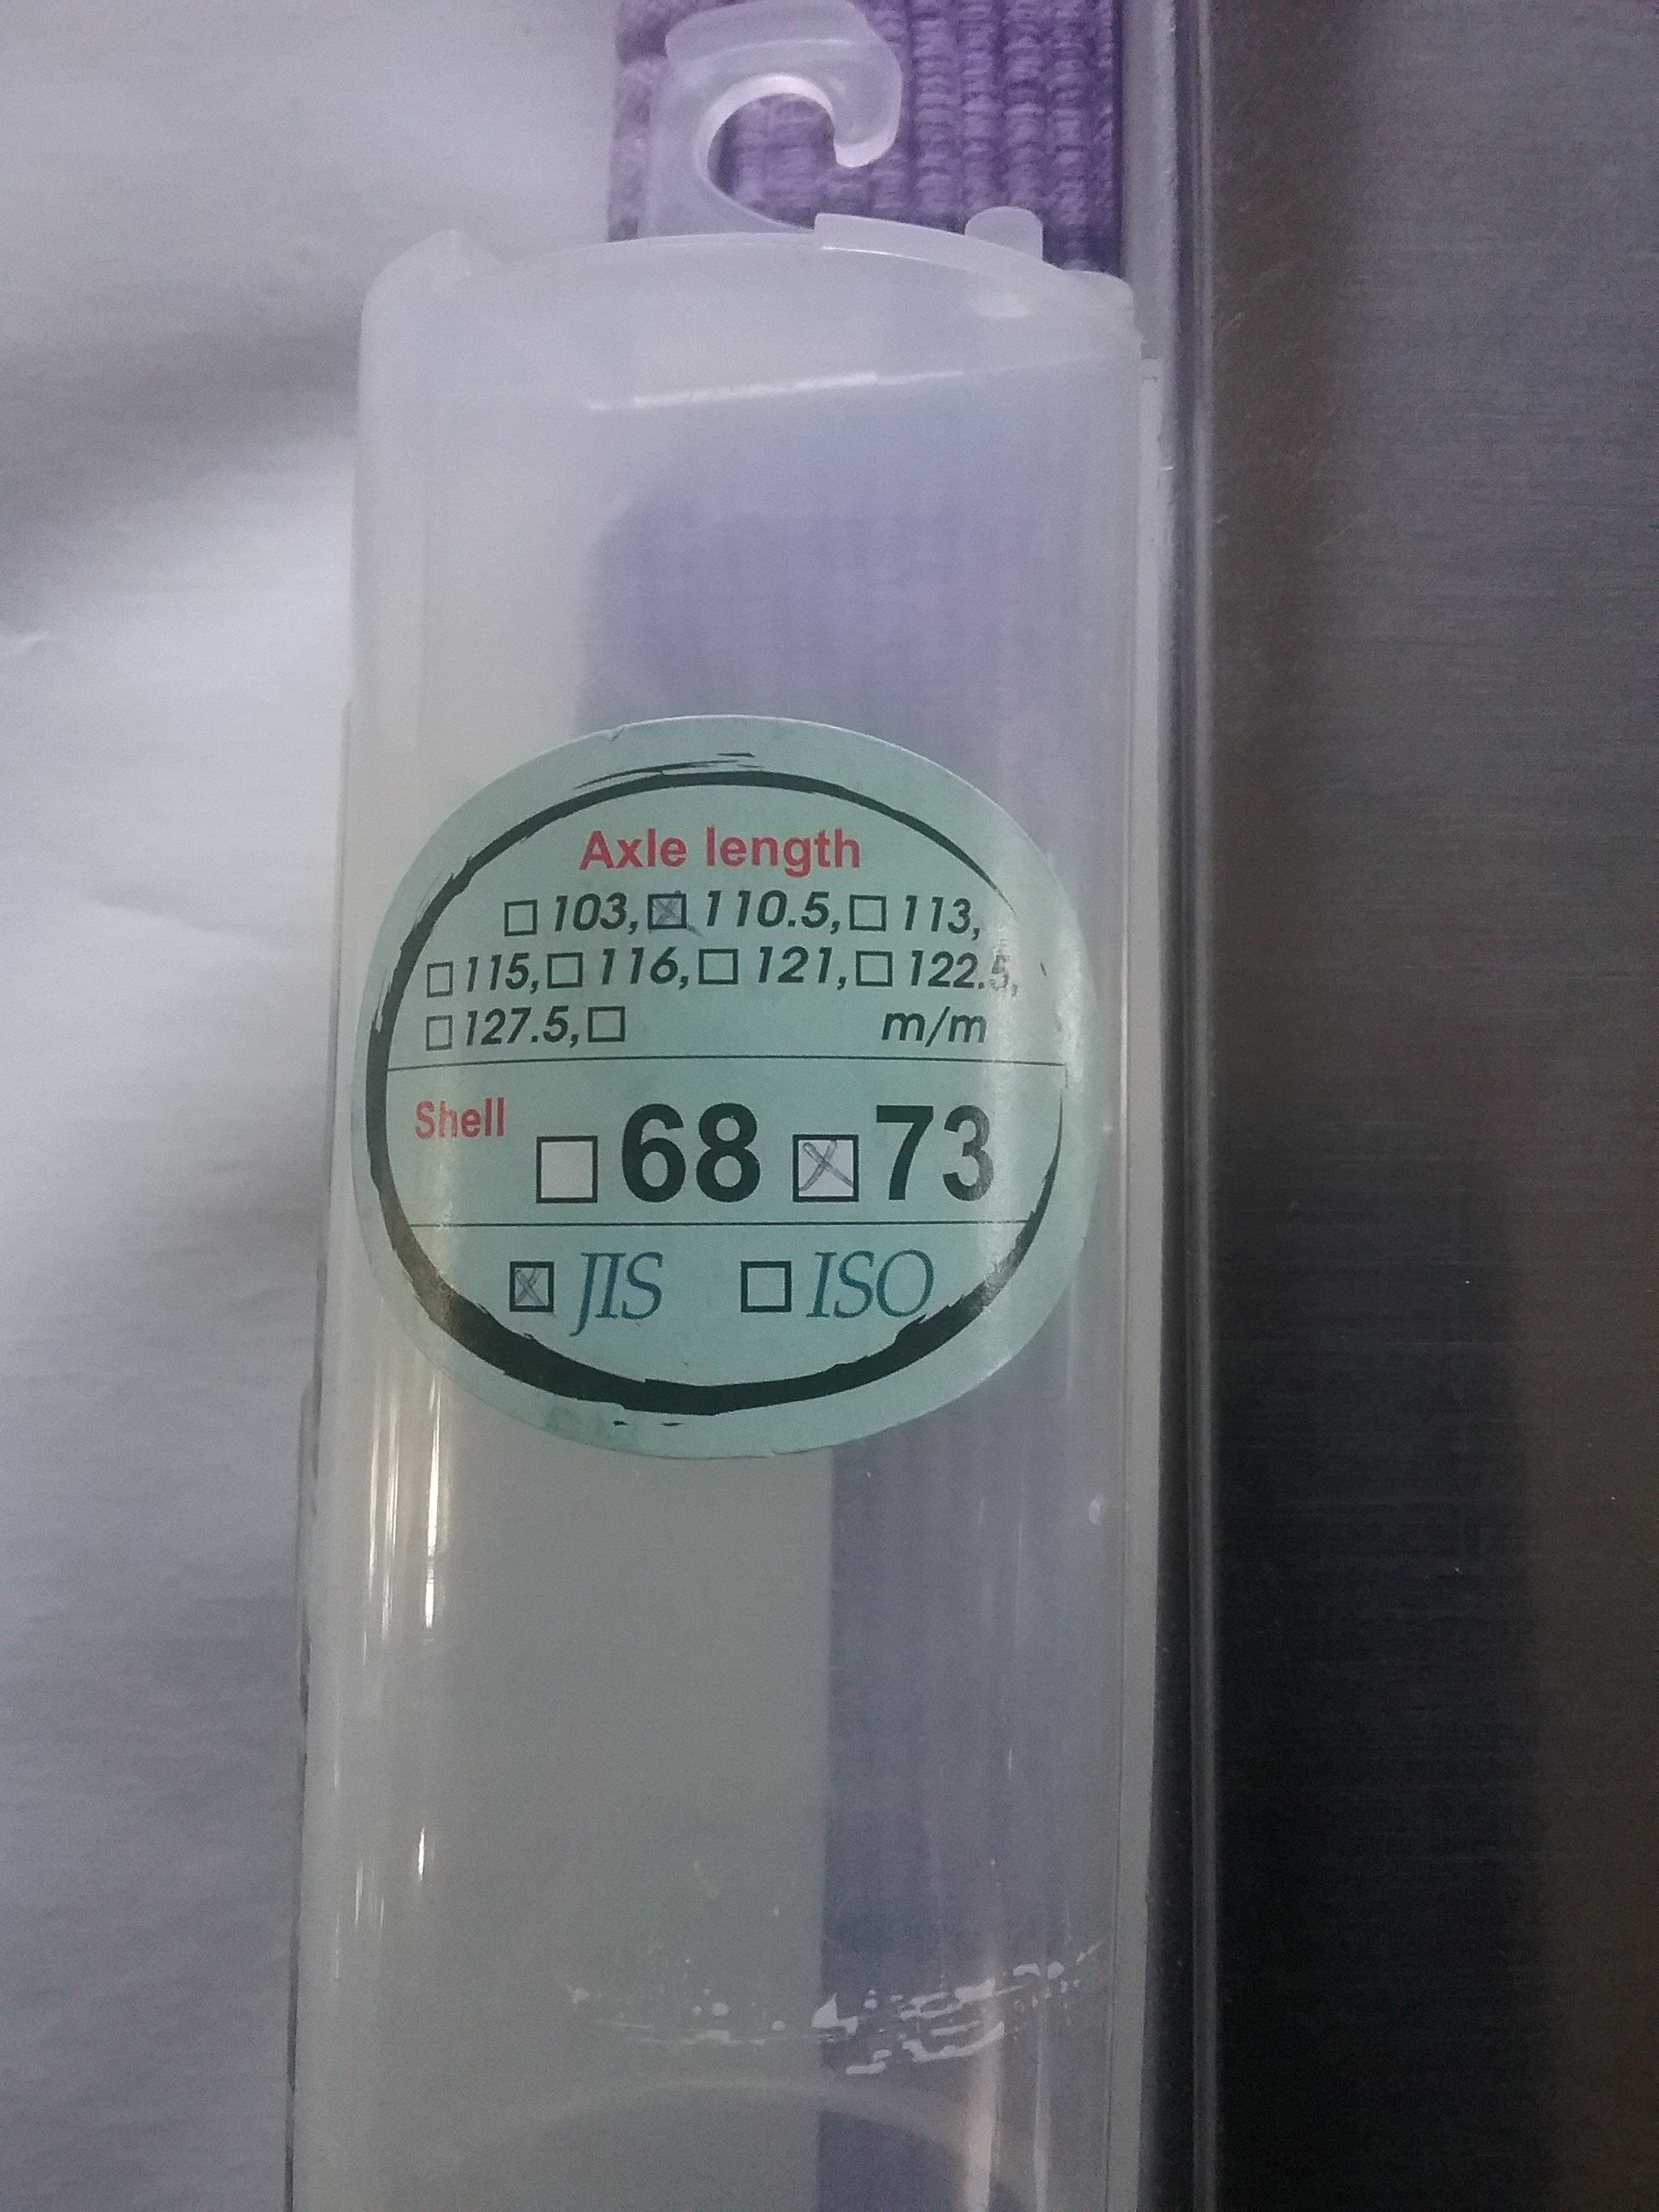 Axle length
☐ 103, ☒ 110.5, ☐ 113,
☐ 115, ☐ 116, ☐ 121, ☐ 122.5,
☐ 127.5, ☐ m/m
Shell ☐ 68 ☒ 73
☒ JIS ☐ ISO